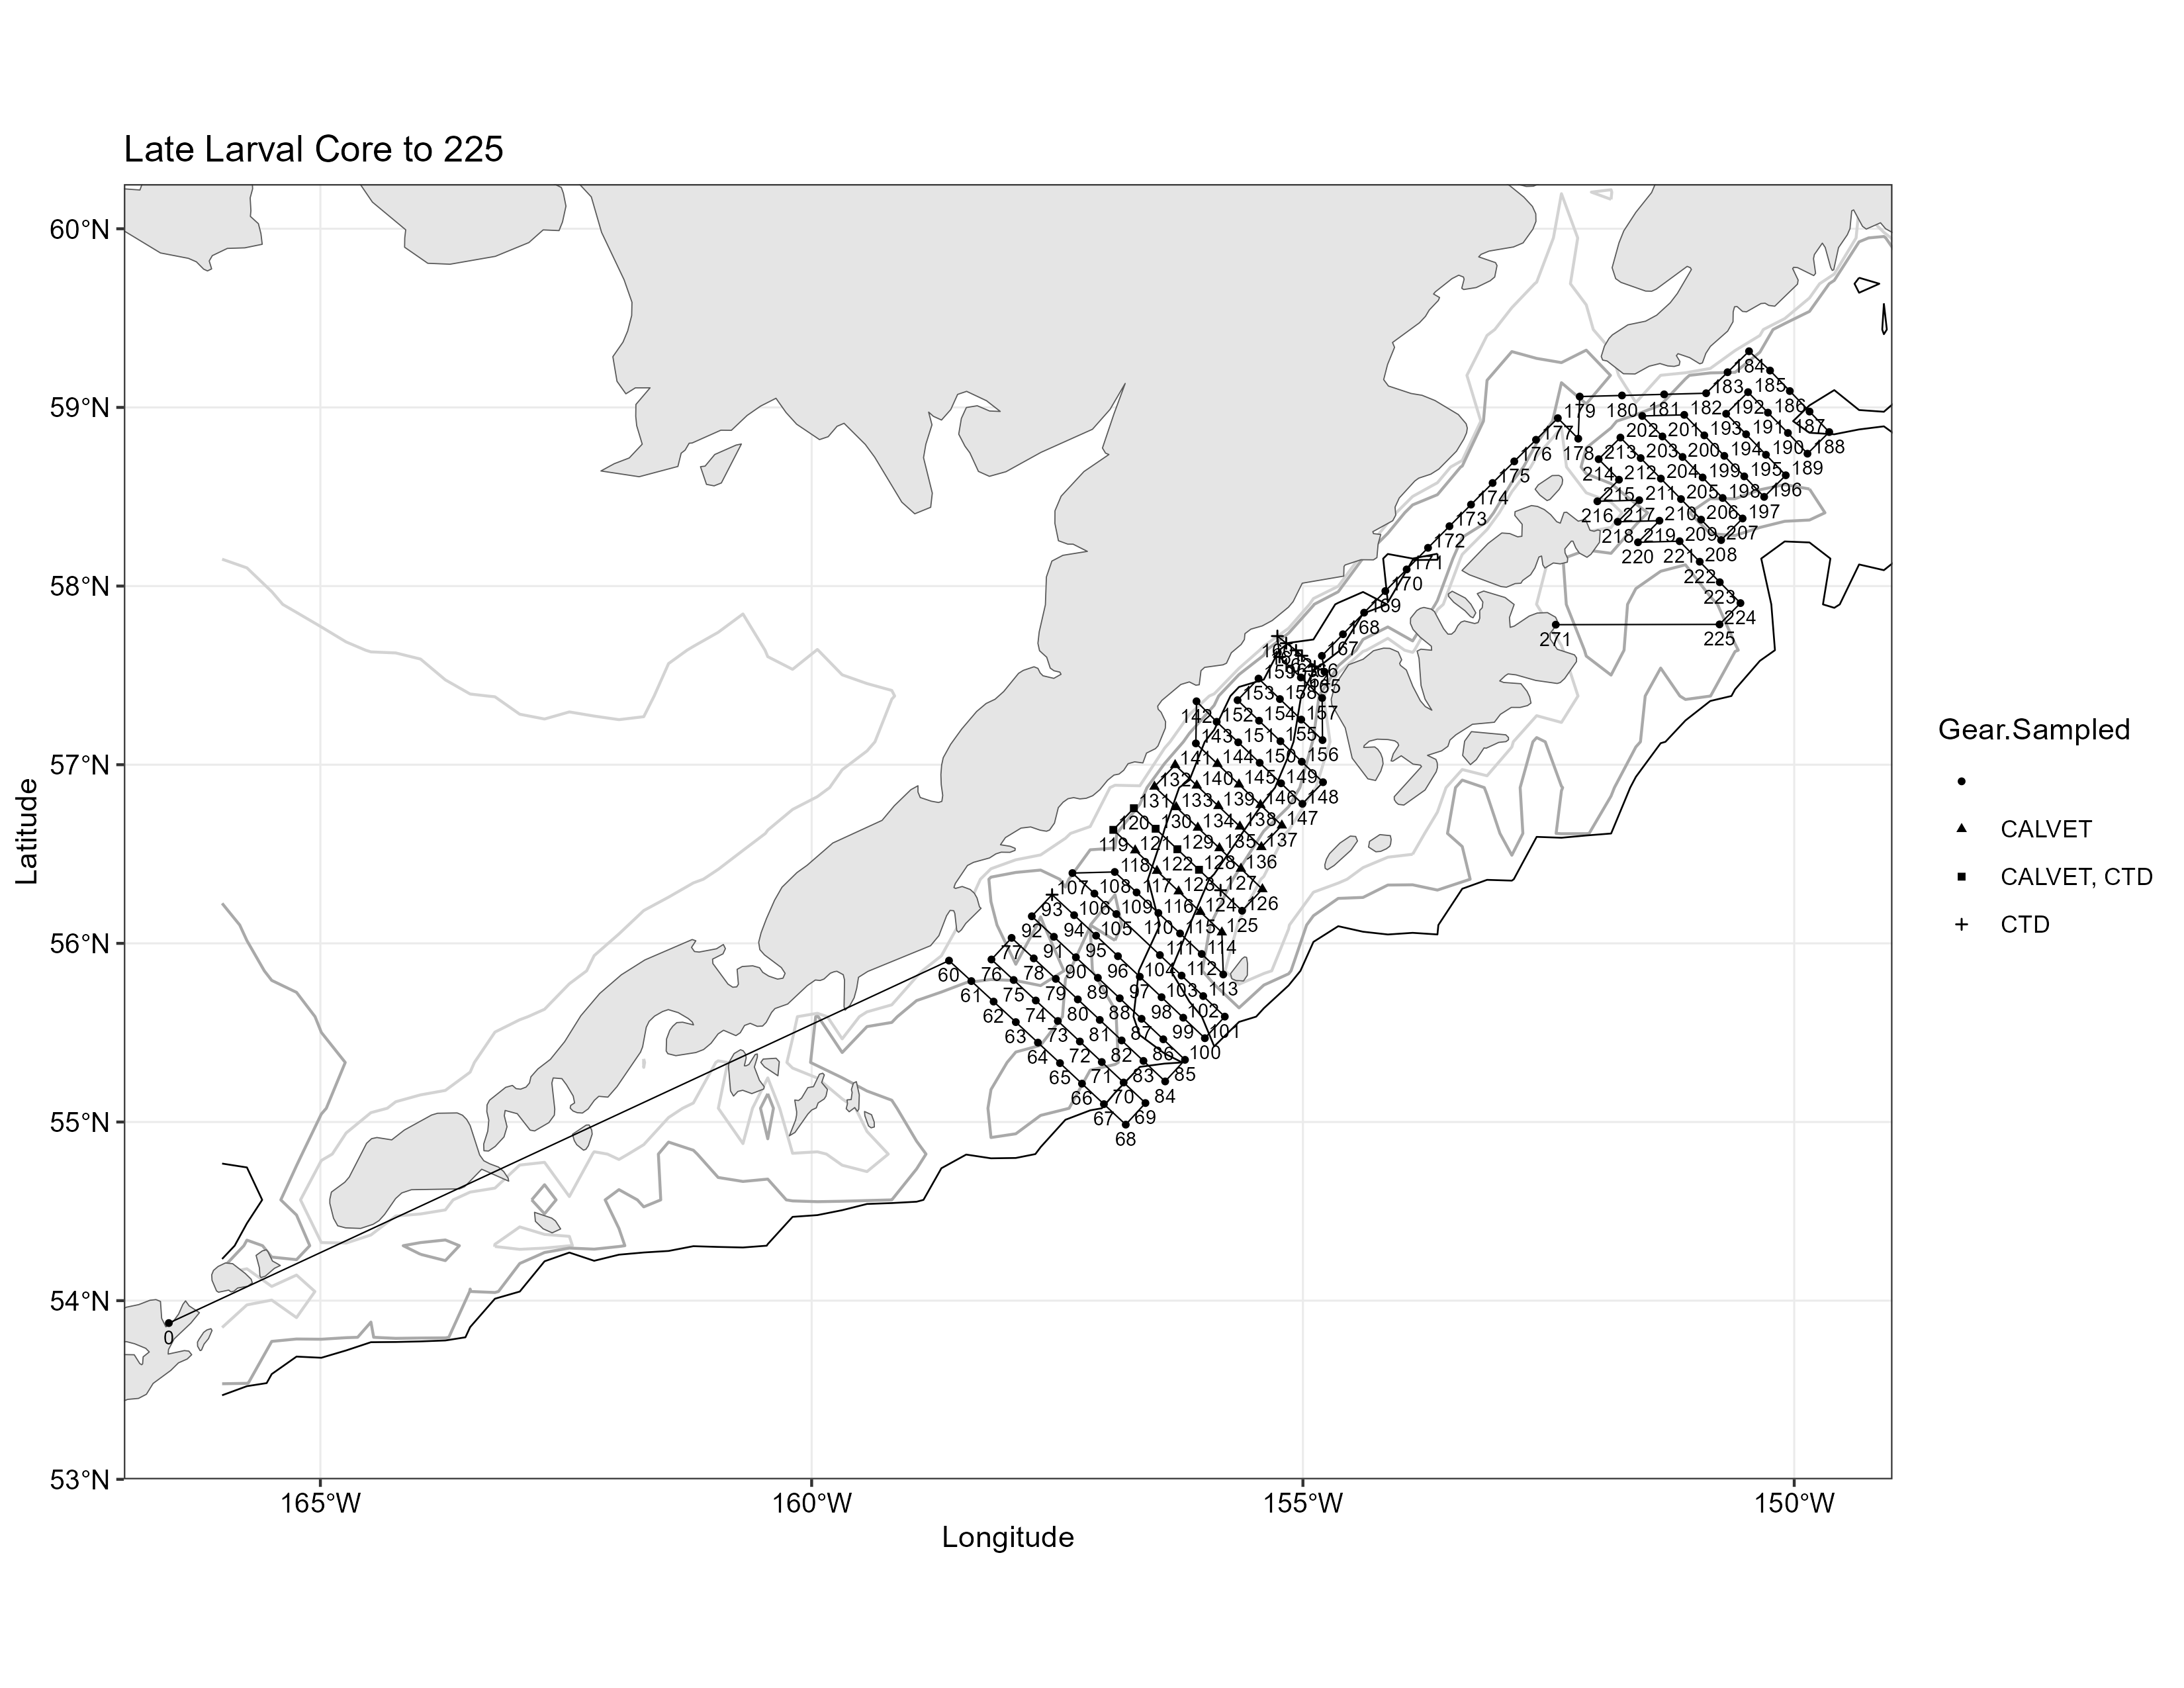 Late Larval Core to 225
60°N
59°N
58°N
57°N
56°N
55°N
54°N
53°N
Latitude
165°W
160°W
155°W
150°W
Longitude
Gear.Sampled
CALVET
CALVET, CTD
CTD
184
183 185
179 180 181 182 192 186
177 202 201 193 191 187
176 178 213 203 200 194 190 188
175 214 212 204 199 195 189
174 215 211 205 198 196
173 216 217 210 206 197
172 218 219 209 207
171 220 221 208
170 222
169 223
168 224
271 225
167
159 165
153 158
142 152 154 157
143 151 155
141 144 150 156
132 140 145 149
131 133 139 146 148
120 130 134 138 147
119 121 129 135 137
118 122 128 136
107 108 117 123 127
93 106 109 116 124 126
92 94 105 110 115 125
77 91 95 111 114
60 76 78 90 96 104 112
61 75 79 89 97 103 113
62 74 80 88 98 102
63 73 81 87 99 101
64 72 82 86 100
65 71 83 85
66 70 84
67 69
68
0